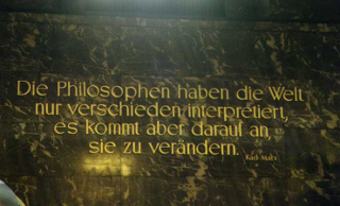 Die Philosophen haben die Welt
nur verschieden interpretiert,
es kommt aber darauf an,
sie zu verändern.
Karl Marx